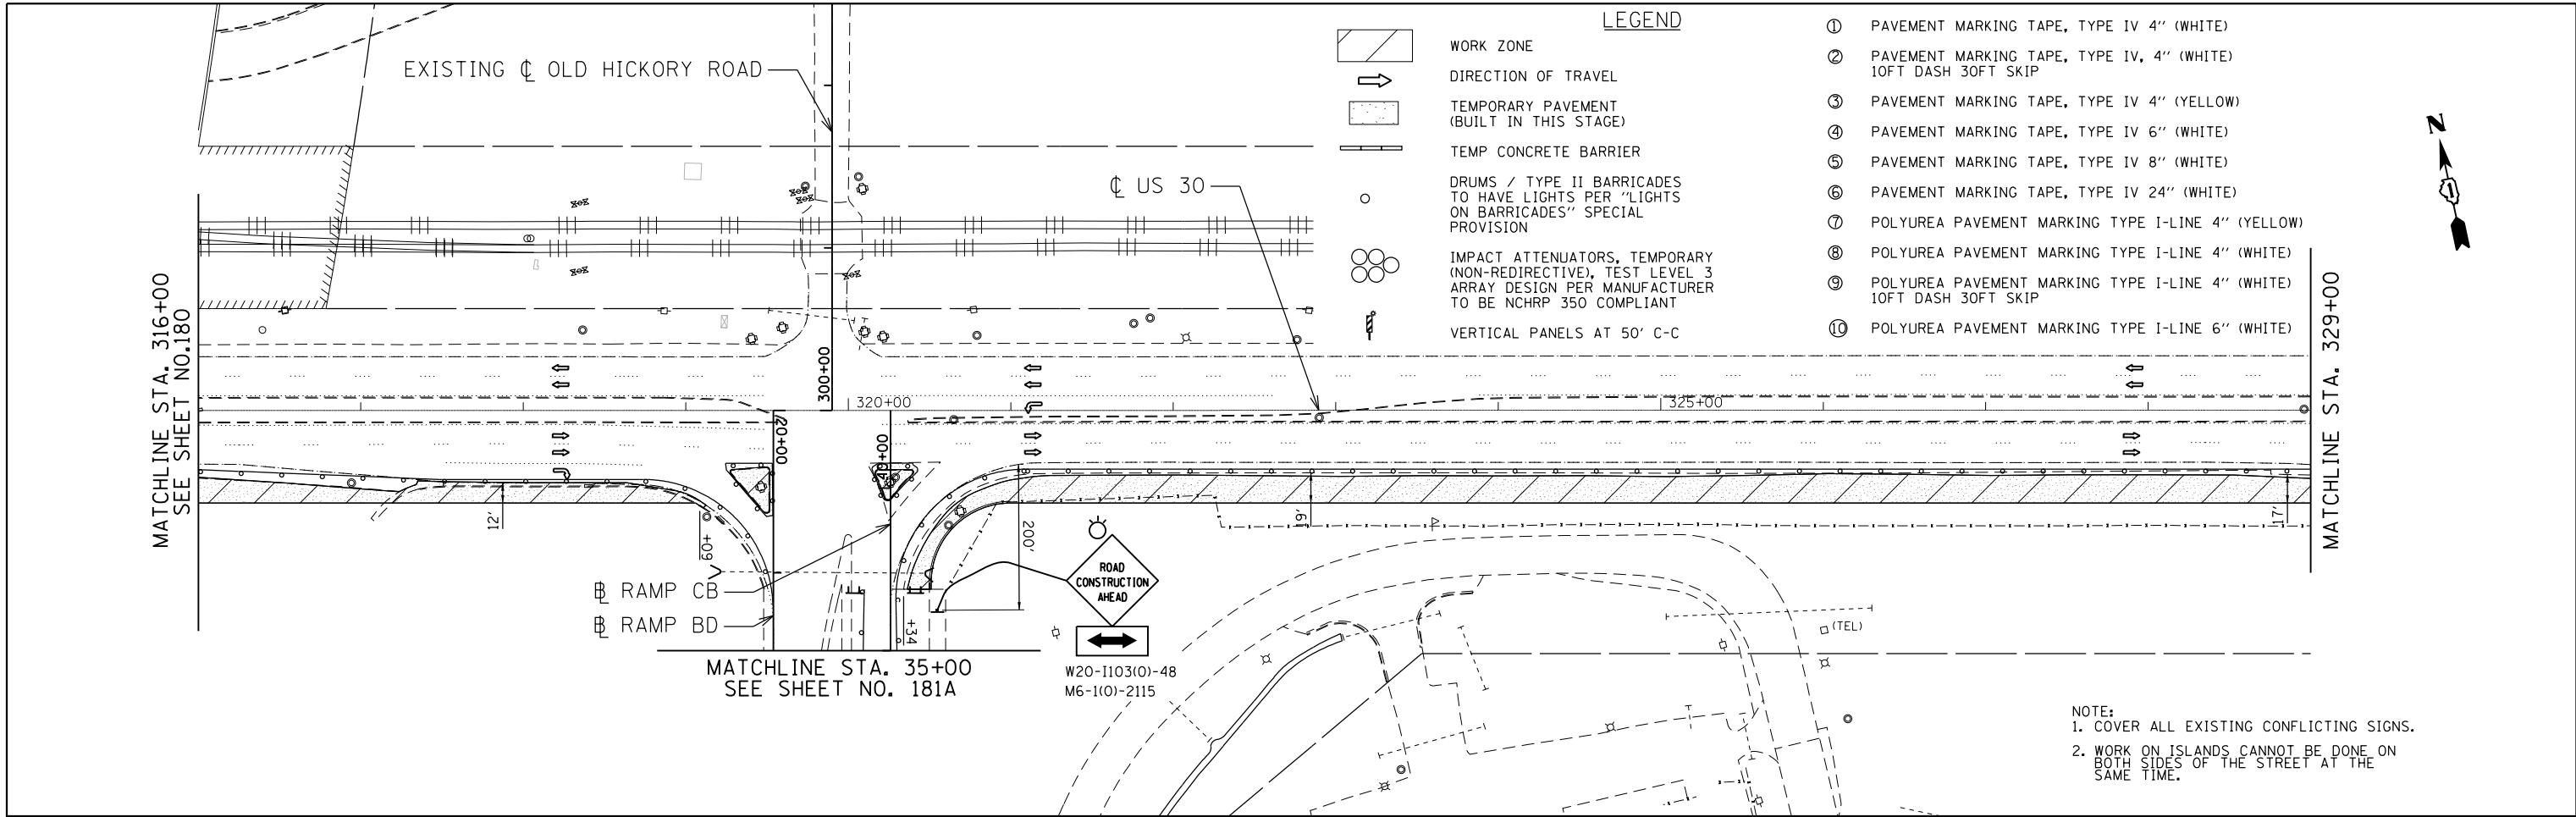 LEGEND
WORK ZONE
DIRECTION OF TRAVEL
TEMPORARY PAVEMENT
(BUILT IN THIS STAGE)
TEMP CONCRETE BARRIER
DRUMS / TYPE II BARRICADES
TO HAVE LIGHTS PER "LIGHTS
ON BARRICADES" SPECIAL
PROVISION
IMPACT ATTENUATORS, TEMPORARY
(NON-REDIRECTIVE), TEST LEVEL 3
ARRAY DESIGN PER MANUFACTURER
TO BE NCHRP 350 COMPLIANT
VERTICAL PANELS AT 50' C-C
① PAVEMENT MARKING TAPE, TYPE IV 4" (WHITE)
② PAVEMENT MARKING TAPE, TYPE IV, 4" (WHITE)
10FT DASH 30FT SKIP
③ PAVEMENT MARKING TAPE, TYPE IV 4" (YELLOW)
④ PAVEMENT MARKING TAPE, TYPE IV 6" (WHITE)
⑤ PAVEMENT MARKING TAPE, TYPE IV 8" (WHITE)
⑥ PAVEMENT MARKING TAPE, TYPE IV 24" (WHITE)
⑦ POLYUREA PAVEMENT MARKING TYPE I-LINE 4" (YELLOW)
⑧ POLYUREA PAVEMENT MARKING TYPE I-LINE 4" (WHITE)
⑨ POLYUREA PAVEMENT MARKING TYPE I-LINE 4" (WHITE)
10FT DASH 30FT SKIP
⑩ POLYUREA PAVEMENT MARKING TYPE I-LINE 6" (WHITE)
N
EXISTING ℄ OLD HICKORY ROAD
℄ US 30
MATCHLINE STA. 316+00
SEE SHEET NO.180
MATCHLINE STA. 329+00
300+00
320+00
325+00
20+00
12'
+09
200'
17'
+34
ROAD
CONSTRUCTION
AHEAD
BL RAMP CB
BL RAMP BD
MATCHLINE STA. 35+00
SEE SHEET NO. 181A
W20-I103(0)-48
M6-1(0)-2115
(TEL)
NOTE:
1. COVER ALL EXISTING CONFLICTING SIGNS.
2. WORK ON ISLANDS CANNOT BE DONE ON
BOTH SIDES OF THE STREET AT THE
SAME TIME.